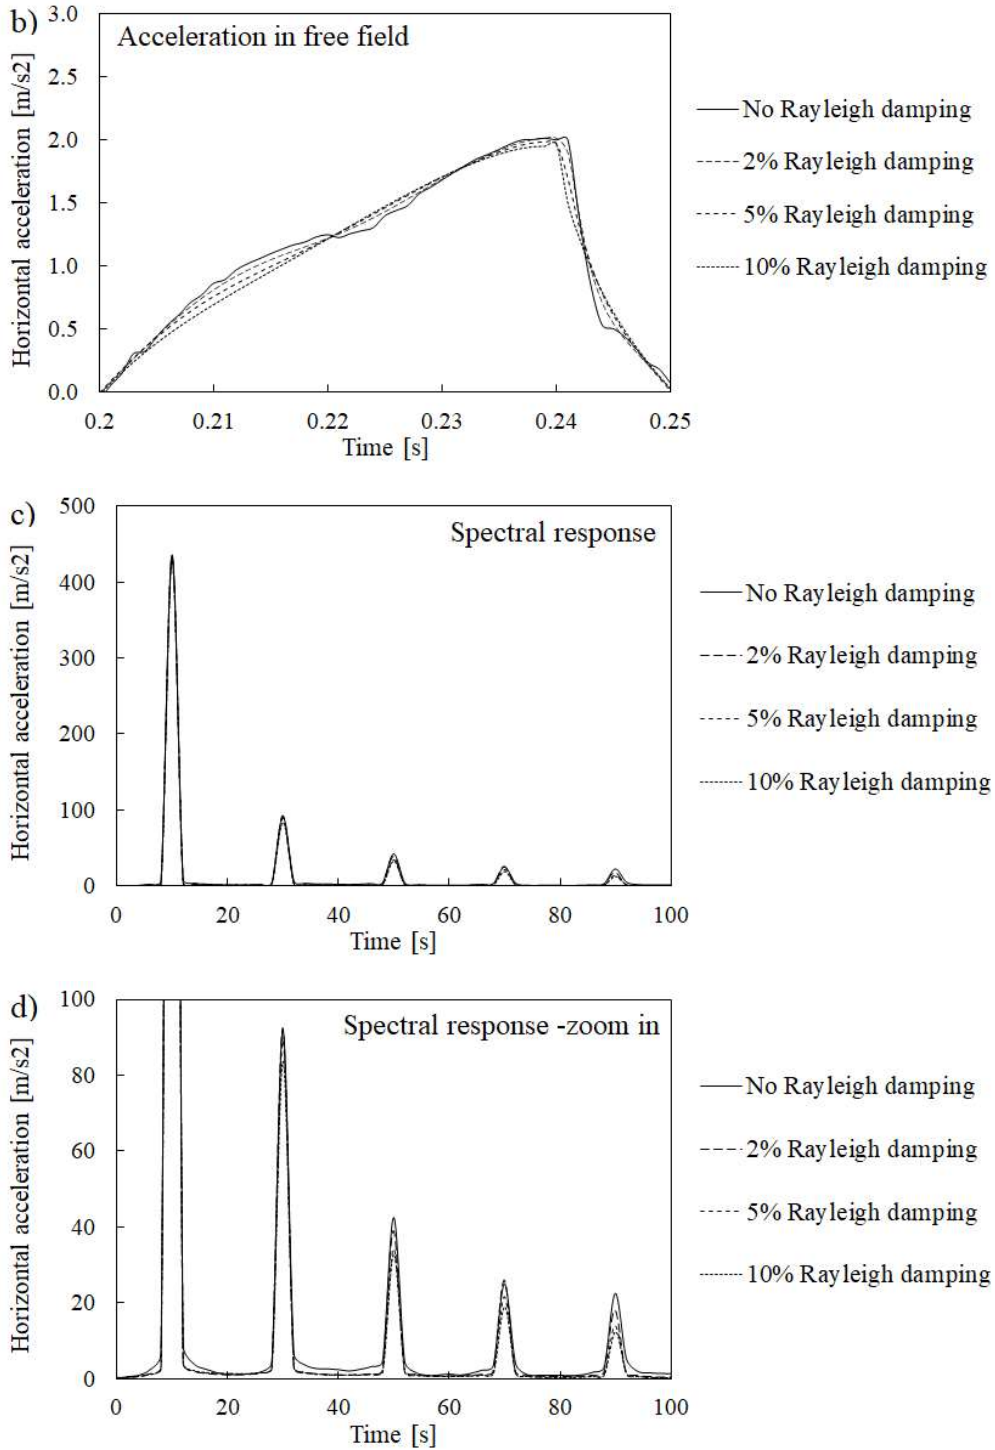 b)
Acceleration in free field
Horizontal acceleration [m/s2]
3.0
2.5
2.0
1.5
1.0
0.5
0.0
0.2
0.21
0.22
0.23
0.24
0.25
Time [s]
No Rayleigh damping
2% Rayleigh damping
5% Rayleigh damping
10% Rayleigh damping
c)
Spectral response
Horizontal acceleration [m/s2]
500
400
300
200
100
0
0
20
40
60
80
100
Time [s]
No Rayleigh damping
2% Rayleigh damping
5% Rayleigh damping
10% Rayleigh damping
d)
Spectral response -zoom in
Horizontal acceleration [m/s2]
100
80
60
40
20
0
0
20
40
60
80
100
Time [s]
No Rayleigh damping
2% Rayleigh damping
5% Rayleigh damping
10% Rayleigh damping